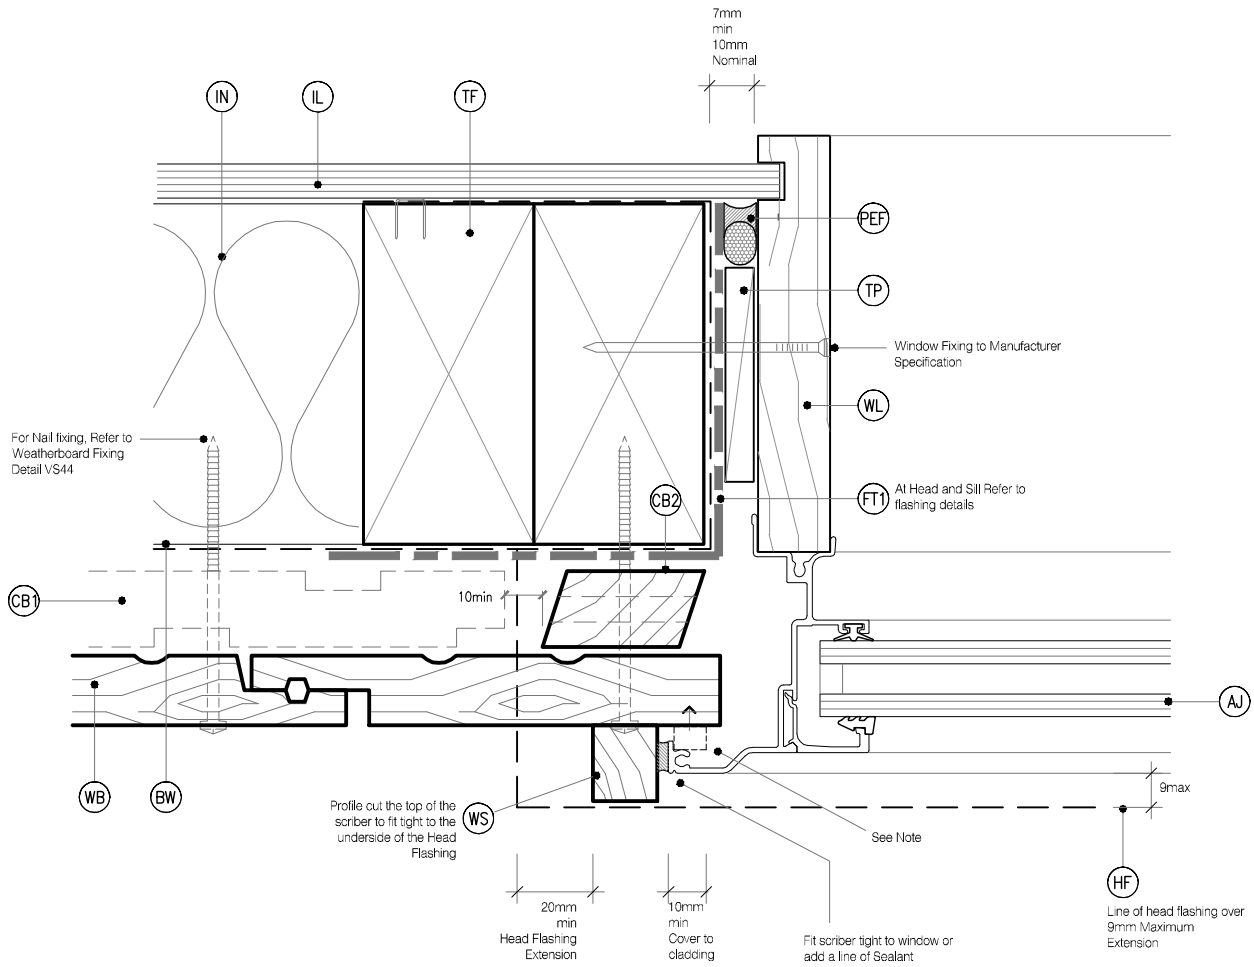 7mm
min
10mm
Nominal
IN
IL
TF
PEF
TP
Window Fixing to Manufacturer
Specification
WL
For Nail fixing, Refer to
Weatherboard Fixing
Detail VS44
CB2
FT1
At Head and Sill Refer to
flashing details
CB1
10min
AJ
WB
BW
9max
Profile cut the top of the
scriber to fit tight to the
underside of the Head
Flashing
WS
See Note
HF
20mm
min
Head Flashing
Extension
10mm
min
Cover to
cladding
Fit scriber tight to window or
add a line of Sealant
Line of head flashing over
9mm Maximum
Extension